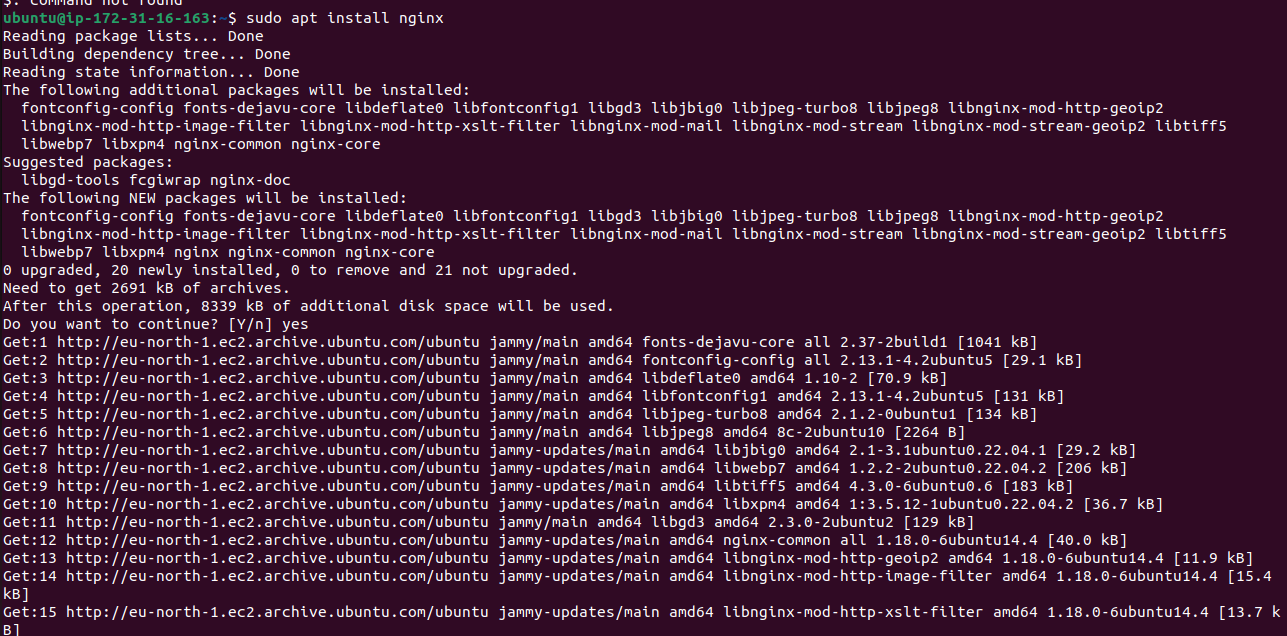 $: command not found
ubuntu@ip-172-31-16-163:~$ sudo apt install nginx
Reading package lists... Done
Building dependency tree... Done
Reading state information... Done
The following additional packages will be installed:
  fontconfig-config fonts-dejavu-core libdeflate0 libfontconfig1 libgd3 libjbig0 libjpeg-turbo8 libjpeg8 libnginx-mod-http-geoip2
  libnginx-mod-http-image-filter libnginx-mod-http-xslt-filter libnginx-mod-mail libnginx-mod-stream libnginx-mod-stream-geoip2 libtiff5
  libwebp7 libxpm4 nginx-common nginx-core
Suggested packages:
  libgd-tools fcgiwrap nginx-doc
The following NEW packages will be installed:
  fontconfig-config fonts-dejavu-core libdeflate0 libfontconfig1 libgd3 libjbig0 libjpeg-turbo8 libjpeg8 libnginx-mod-http-geoip2
  libnginx-mod-http-image-filter libnginx-mod-http-xslt-filter libnginx-mod-mail libnginx-mod-stream libnginx-mod-stream-geoip2 libtiff5
  libwebp7 libxpm4 nginx nginx-common nginx-core
0 upgraded, 20 newly installed, 0 to remove and 21 not upgraded.
Need to get 2691 kB of archives.
After this operation, 8339 kB of additional disk space will be used.
Do you want to continue? [Y/n] yes
Get:1 http://eu-north-1.ec2.archive.ubuntu.com/ubuntu jammy/main amd64 fonts-dejavu-core all 2.37-2build1 [1041 kB]
Get:2 http://eu-north-1.ec2.archive.ubuntu.com/ubuntu jammy/main amd64 fontconfig-config all 2.13.1-4.2ubuntu5 [29.1 kB]
Get:3 http://eu-north-1.ec2.archive.ubuntu.com/ubuntu jammy/main amd64 libdeflate0 amd64 1.10-2 [70.9 kB]
Get:4 http://eu-north-1.ec2.archive.ubuntu.com/ubuntu jammy/main amd64 libfontconfig1 amd64 2.13.1-4.2ubuntu5 [131 kB]
Get:5 http://eu-north-1.ec2.archive.ubuntu.com/ubuntu jammy/main amd64 libjpeg-turbo8 amd64 2.1.2-0ubuntu1 [134 kB]
Get:6 http://eu-north-1.ec2.archive.ubuntu.com/ubuntu jammy/main amd64 libjpeg8 amd64 8c-2ubuntu10 [2264 B]
Get:7 http://eu-north-1.ec2.archive.ubuntu.com/ubuntu jammy-updates/main amd64 libjbig0 amd64 2.1-3.1ubuntu0.22.04.1 [29.2 kB]
Get:8 http://eu-north-1.ec2.archive.ubuntu.com/ubuntu jammy-updates/main amd64 libwebp7 amd64 1.2.2-2ubuntu0.22.04.2 [206 kB]
Get:9 http://eu-north-1.ec2.archive.ubuntu.com/ubuntu jammy-updates/main amd64 libtiff5 amd64 4.3.0-6ubuntu0.6 [183 kB]
Get:10 http://eu-north-1.ec2.archive.ubuntu.com/ubuntu jammy-updates/main amd64 libxpm4 amd64 1:3.5.12-1ubuntu0.22.04.2 [36.7 kB]
Get:11 http://eu-north-1.ec2.archive.ubuntu.com/ubuntu jammy/main amd64 libgd3 amd64 2.3.0-2ubuntu2 [129 kB]
Get:12 http://eu-north-1.ec2.archive.ubuntu.com/ubuntu jammy-updates/main amd64 nginx-common all 1.18.0-6ubuntu14.4 [40.0 kB]
Get:13 http://eu-north-1.ec2.archive.ubuntu.com/ubuntu jammy-updates/main amd64 libnginx-mod-http-geoip2 amd64 1.18.0-6ubuntu14.4 [11.9 kB]
Get:14 http://eu-north-1.ec2.archive.ubuntu.com/ubuntu jammy-updates/main amd64 libnginx-mod-http-image-filter amd64 1.18.0-6ubuntu14.4 [15.4
kB]
Get:15 http://eu-north-1.ec2.archive.ubuntu.com/ubuntu jammy-updates/main amd64 libnginx-mod-http-xslt-filter amd64 1.18.0-6ubuntu14.4 [13.7 k
B]